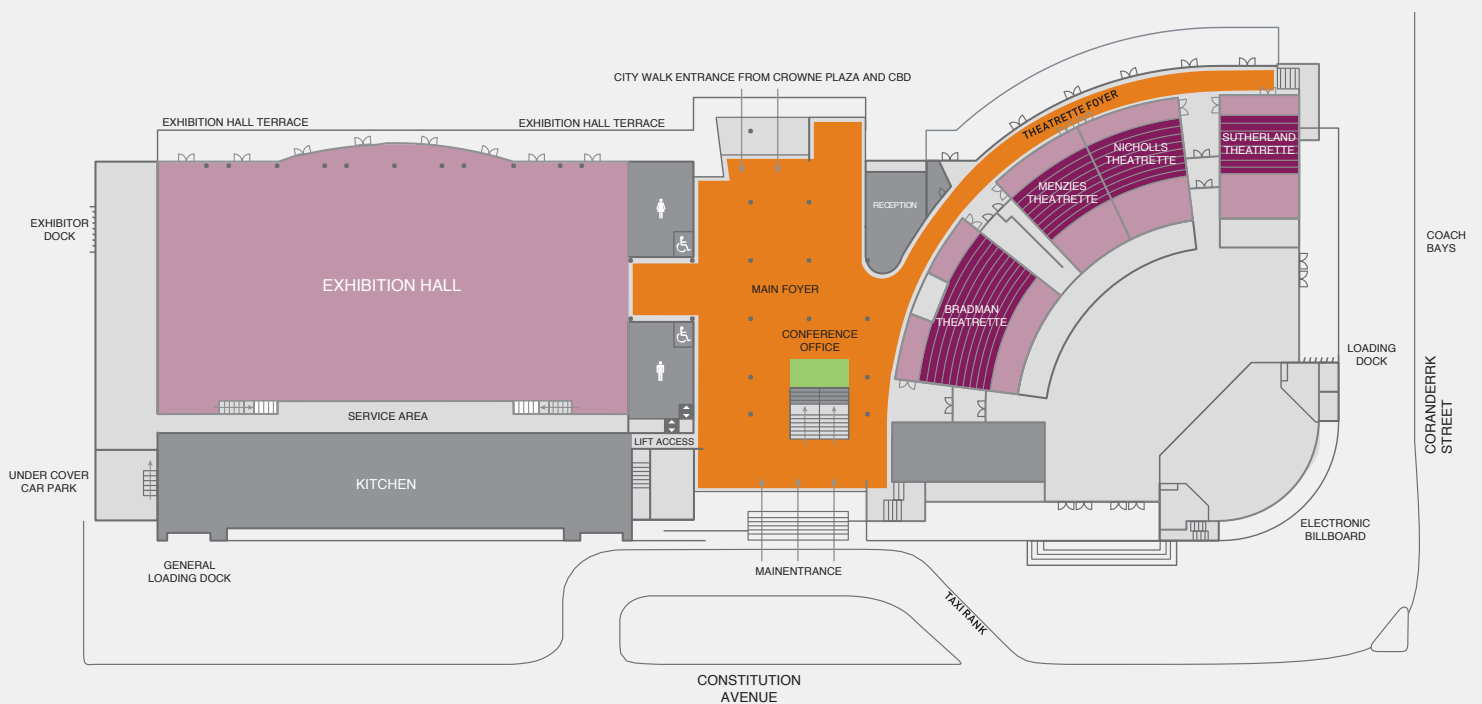 CITY WALK ENTRANCE FROM CROWNE PLAZA AND CBD
THEATRETTE FOYER
EXHIBITION HALL TERRACE
EXHIBITION HALL TERRACE
SUTHERLAND
THEATRETTE
NICHOLLS
THEATRETTE
MENZIES
THEATRETTE
RECEPTION
EXHIBITOR
DOCK
COACH
BAYS
EXHIBITION HALL
MAIN FOYER
BRADMAN
THEATRETTE
CONFERENCE
OFFICE
LOADING
DOCK
CORANDERRK
STREET
SERVICE AREA
LIFT ACCESS
UNDER COVER
CAR PARK
KITCHEN
ELECTRONIC
BILLBOARD
GENERAL
LOADING DOCK
MAINENTRANCE
TAXI RANK
CONSTITUTION
AVENUE